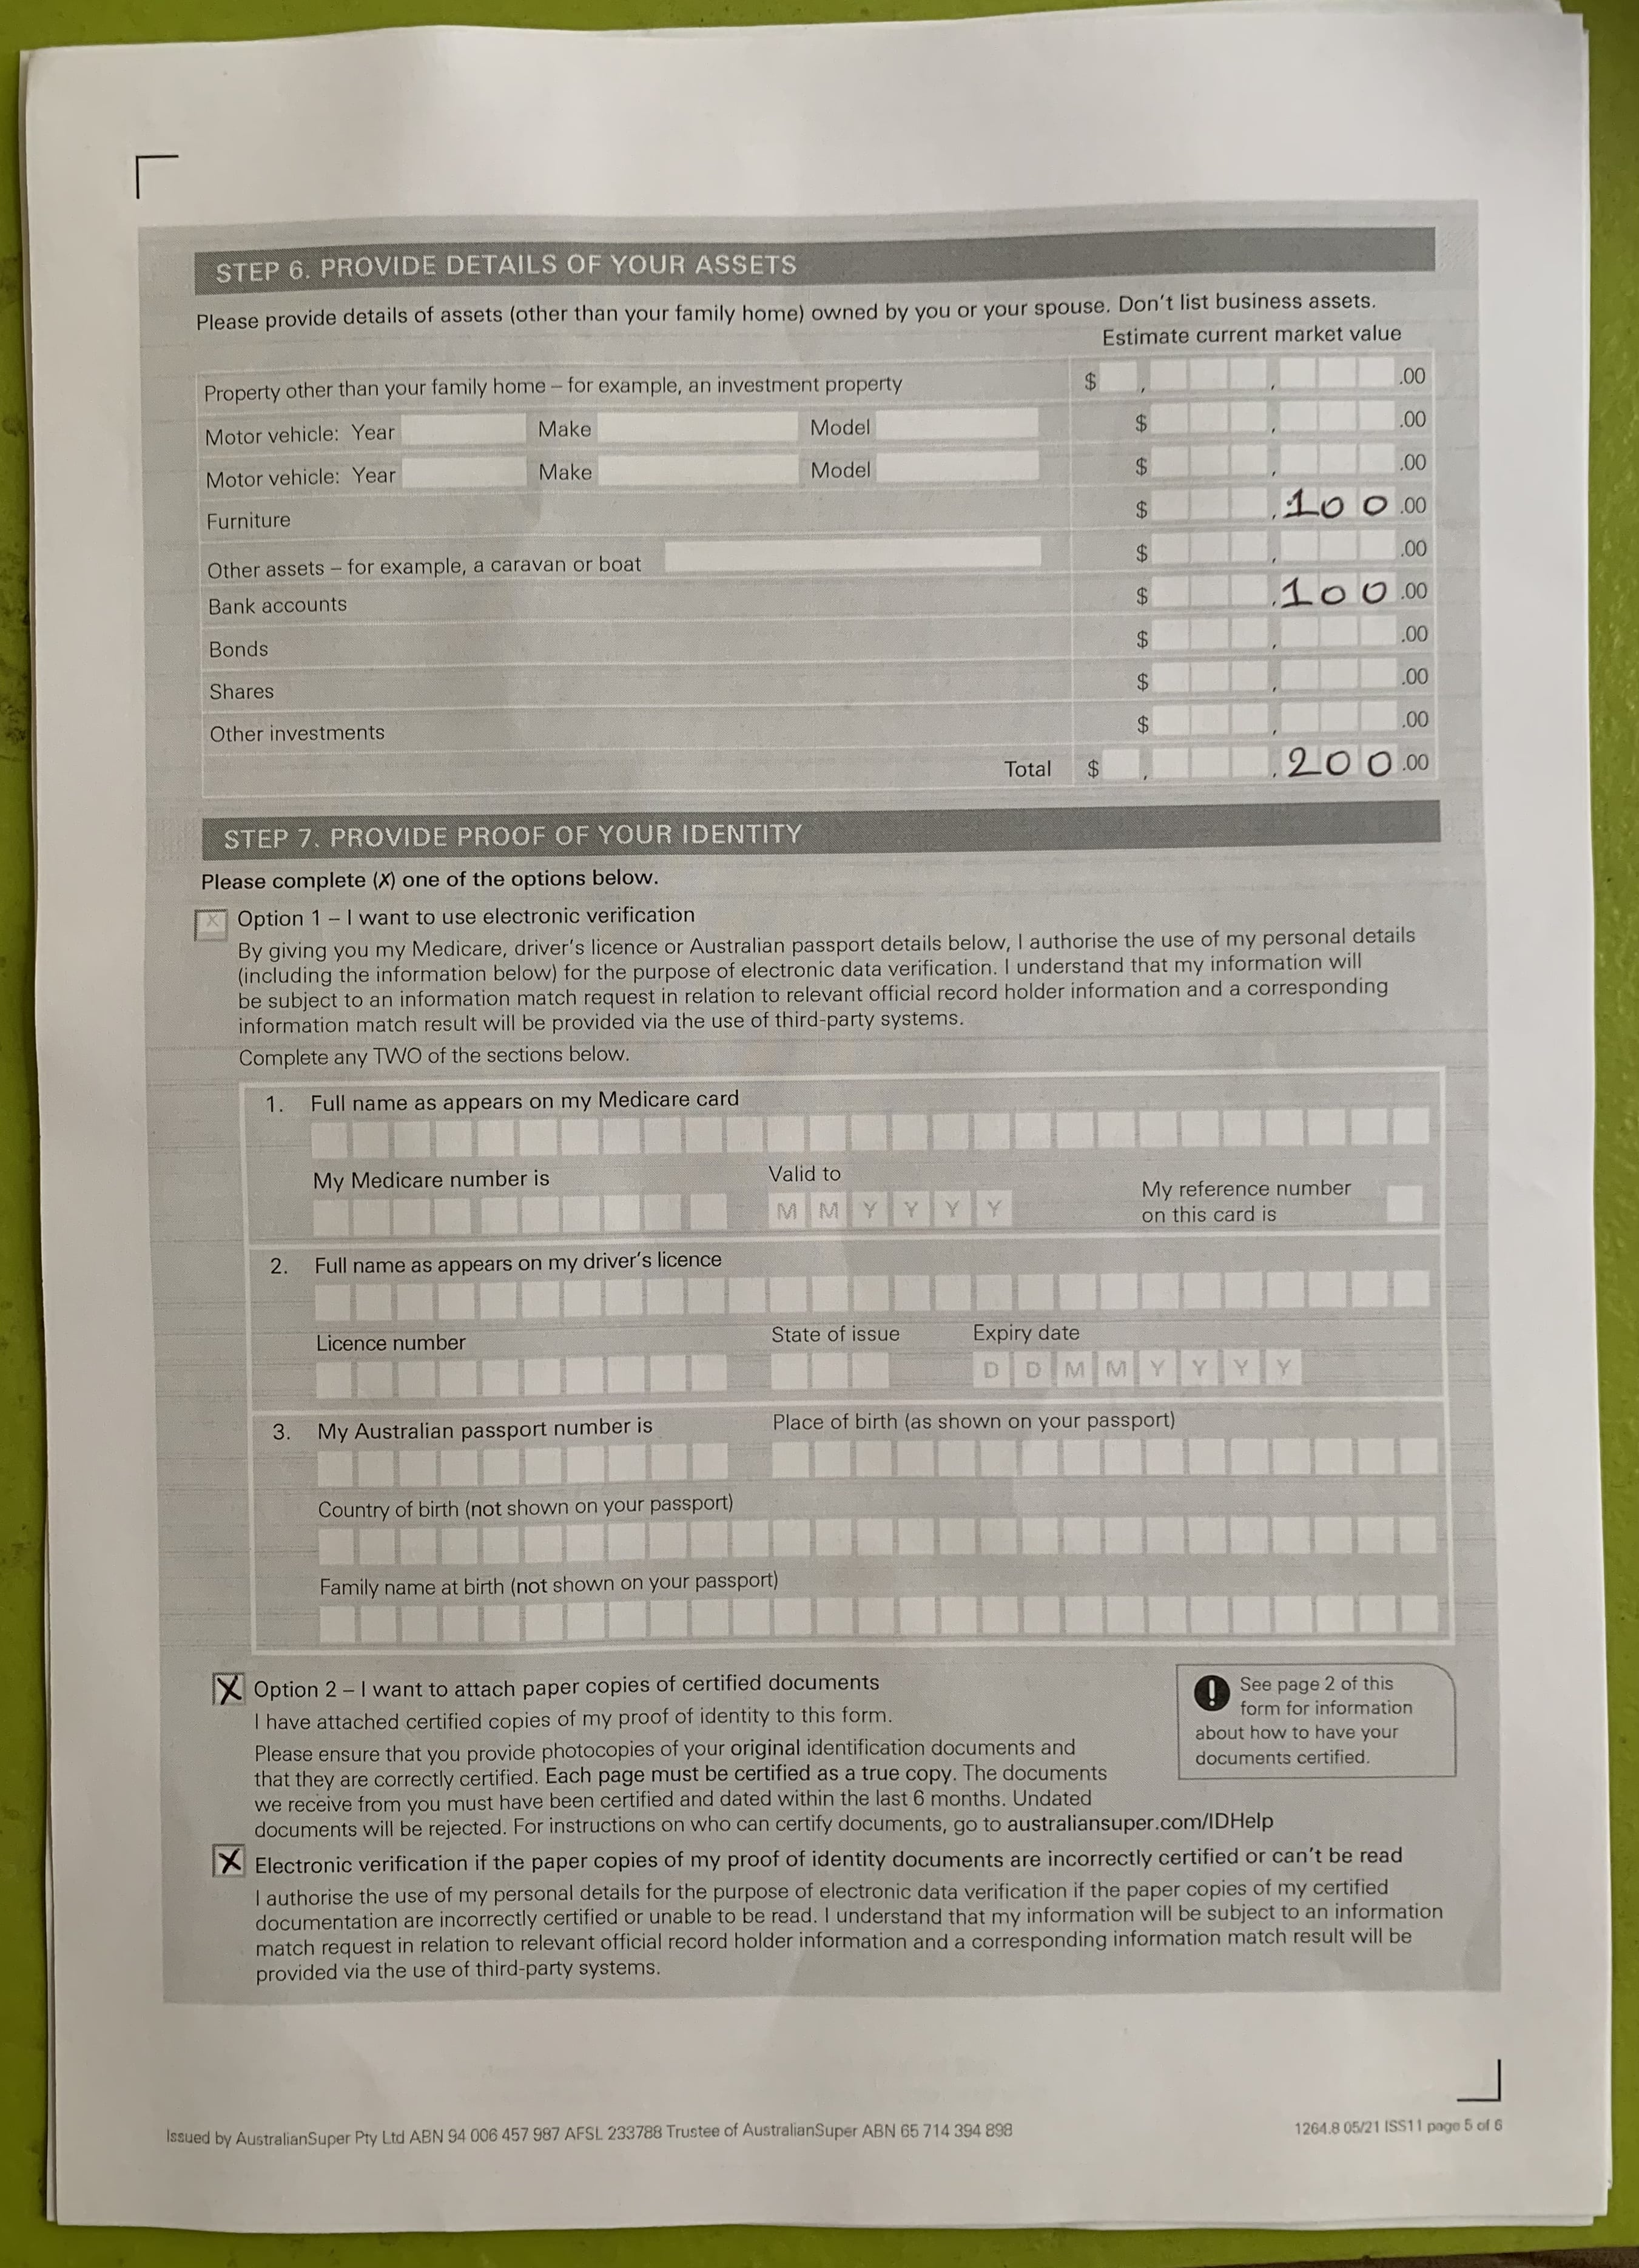 STEP 6. PROVIDE DETAILS OF YOUR ASSETS
Please provide details of assets (other than your family home) owned by you or your spouse. Don't list business assets.
Estimate current market value
Property other than your family home – for example, an investment property $ , , .00
Motor vehicle: Year Make Model $ , .00
Motor vehicle: Year Make Model $ , .00
Furniture $ ,100.00
Other assets – for example, a caravan or boat $ , .00
Bank accounts $ ,100.00
Bonds $ , .00
Shares $ , .00
Other investments $ , .00
Total $ , ,200.00
STEP 7. PROVIDE PROOF OF YOUR IDENTITY
Please complete (X) one of the options below.
X Option 1 – I want to use electronic verification
By giving you my Medicare, driver's licence or Australian passport details below, I authorise the use of my personal details
(including the information below) for the purpose of electronic data verification. I understand that my information will
be subject to an information match request in relation to relevant official record holder information and a corresponding
information match result will be provided via the use of third-party systems.
Complete any TWO of the sections below.
1. Full name as appears on my Medicare card
My Medicare number is Valid to My reference number
M M Y Y Y Y on this card is
2. Full name as appears on my driver's licence
Licence number State of issue Expiry date
D D M M Y Y Y Y
3. My Australian passport number is Place of birth (as shown on your passport)
Country of birth (not shown on your passport)
Family name at birth (not shown on your passport)
X Option 2 – I want to attach paper copies of certified documents
I have attached certified copies of my proof of identity to this form.
Please ensure that you provide photocopies of your original identification documents and
that they are correctly certified. Each page must be certified as a true copy. The documents
we receive from you must have been certified and dated within the last 6 months. Undated
documents will be rejected. For instructions on who can certify documents, go to australiansuper.com/IDHelp
! See page 2 of this
form for information
about how to have your
documents certified.
X Electronic verification if the paper copies of my proof of identity documents are incorrectly certified or can't be read
I authorise the use of my personal details for the purpose of electronic data verification if the paper copies of my certified
documentation are incorrectly certified or unable to be read. I understand that my information will be subject to an information
match request in relation to relevant official record holder information and a corresponding information match result will be
provided via the use of third-party systems.
Issued by AustralianSuper Pty Ltd ABN 94 006 457 987 AFSL 233788 Trustee of AustralianSuper ABN 65 714 394 898
1264.8 05/21 ISS11 page 5 of 6